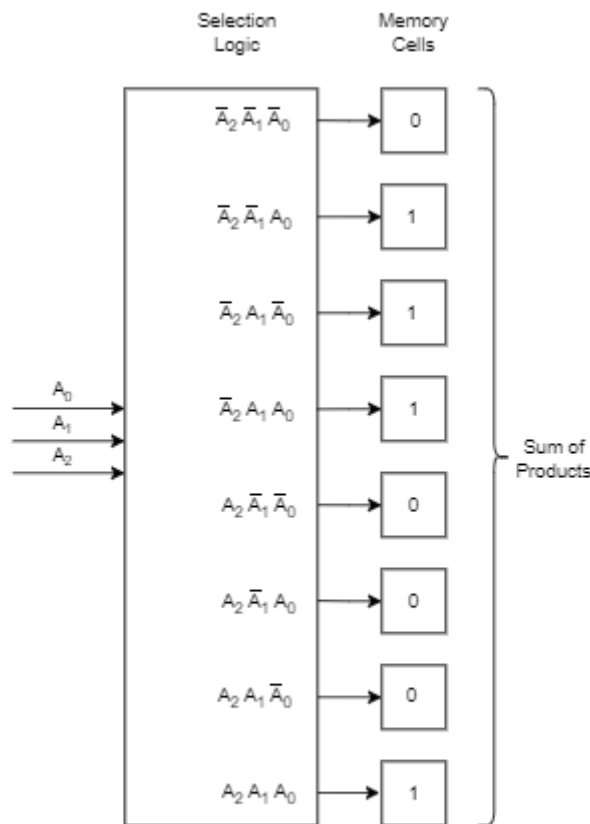 Selection
Logic
Memory
Cells
A̅₂ A̅₁ A̅₀
0
A̅₂ A̅₁ A₀
1
A̅₂ A₁ A̅₀
1
A₀
A₁
A₂
A̅₂ A₁ A₀
1
Sum of
Products
A₂ A̅₁ A̅₀
0
A₂ A̅₁ A₀
0
A₂ A₁ A̅₀
0
A₂ A₁ A₀
1